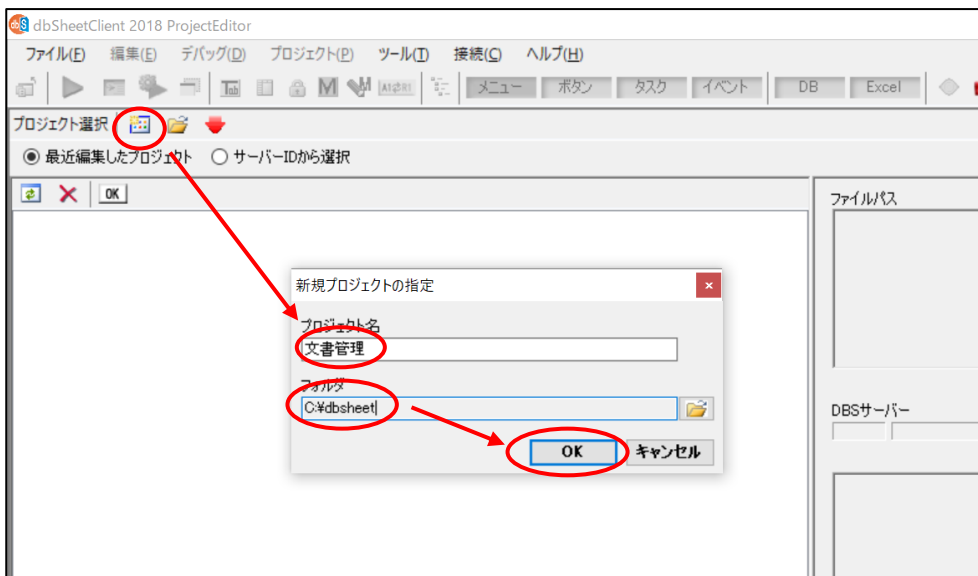 dbS dbSheetClient 2018 ProjectEditor
ファイル(F) 編集(E) デバッグ(D) プロジェクト(P) ツール(T) 接続(C) ヘルプ(H)
Tab M M A1⇄R1 メニュー ボタン タスク イベント DB Excel
プロジェクト選択
最近編集したプロジェクト サーバーIDから選択
OK
ファイルパス
新規プロジェクトの指定
プロジェクト名
文書管理
フォルダ
C:¥dbsheet
DBSサーバー
OK キャンセル